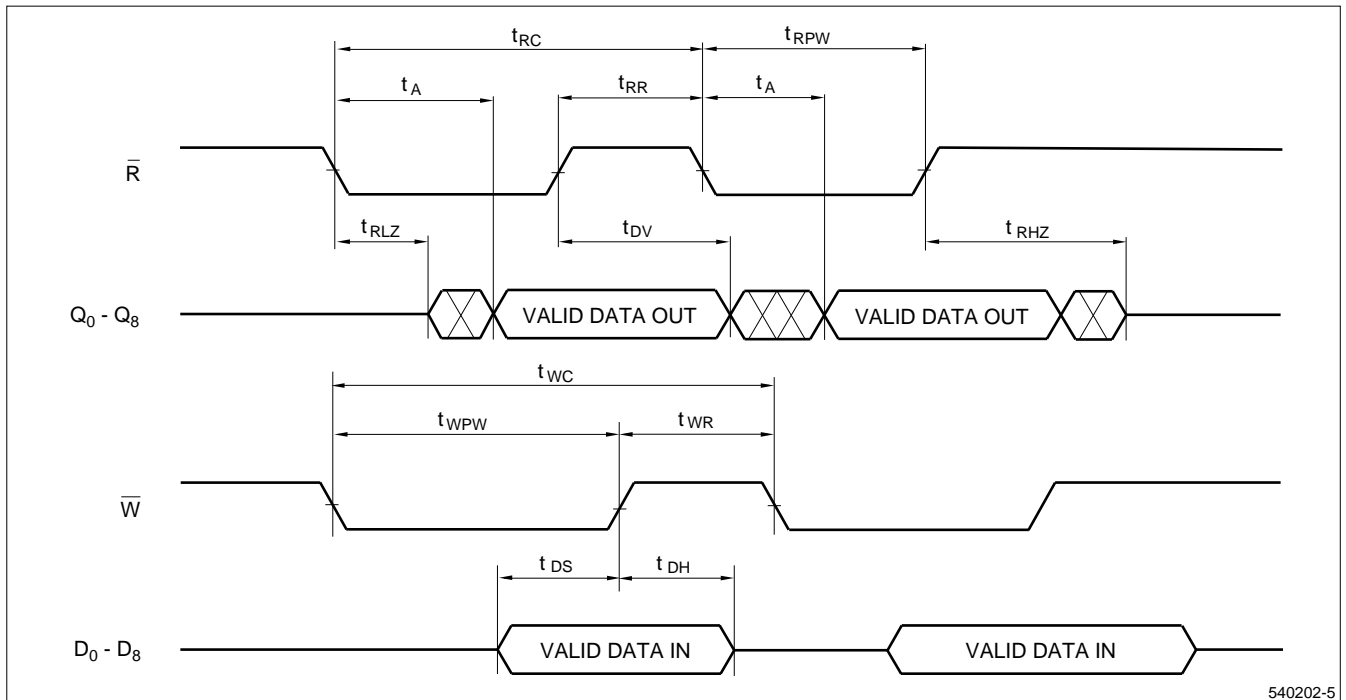 tRC
tRPW
tA
tRR
tA
R̅
tRLZ
tDV
tRHZ
Q0 - Q8
VALID DATA OUT
VALID DATA OUT
tWC
tWPW
tWR
W̅
tDS
tDH
D0 - D8
VALID DATA IN
VALID DATA IN
540202-5